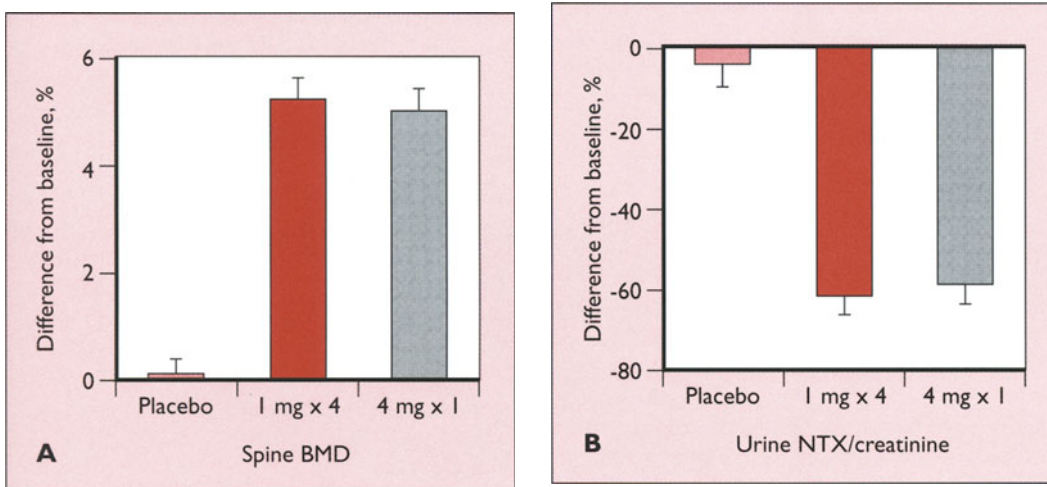 Difference from baseline, %
6
4
2
0
Placebo
1 mg x 4
4 mg x 1
A
Spine BMD
Difference from baseline, %
0
-20
-40
-60
-80
Placebo
1 mg x 4
4 mg x 1
B
Urine NTX/creatinine